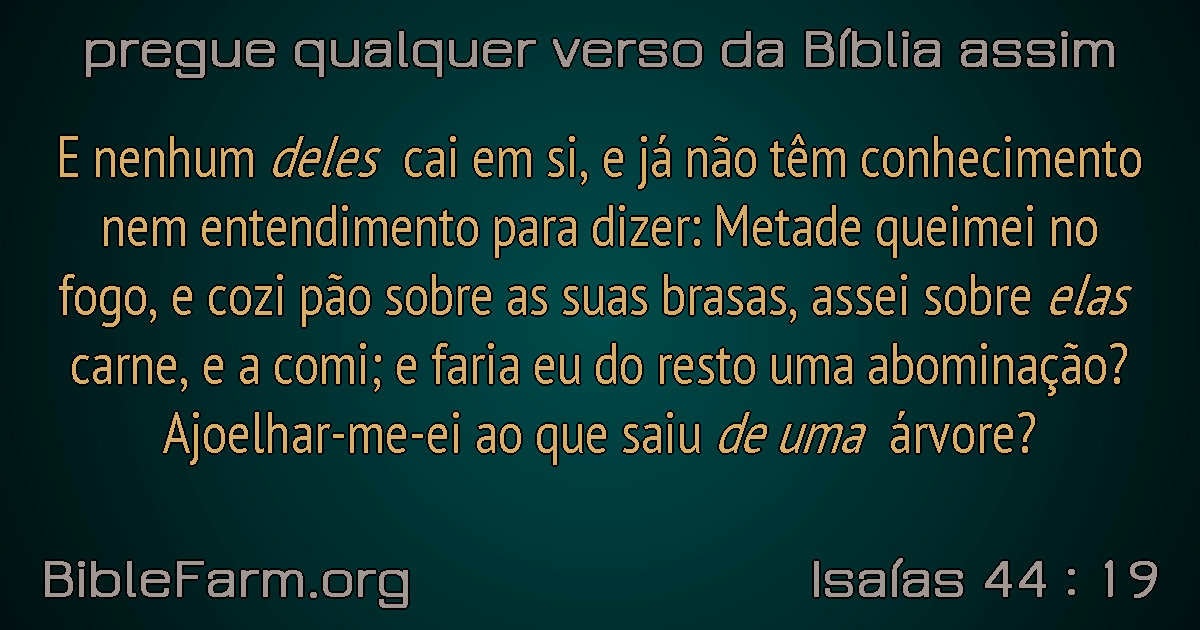 pregue qualquer verso da Bíblia assim
E nenhum deles cai em si, e já não têm conhecimento
nem entendimento para dizer: Metade queimei no
fogo, e cozi pão sobre as suas brasas, assei sobre elas
carne, e a comi; e faria eu do resto uma abominação?
Ajoelhar-me-ei ao que saiu de uma árvore?
BibleFarm.org
Isaías 44 : 19